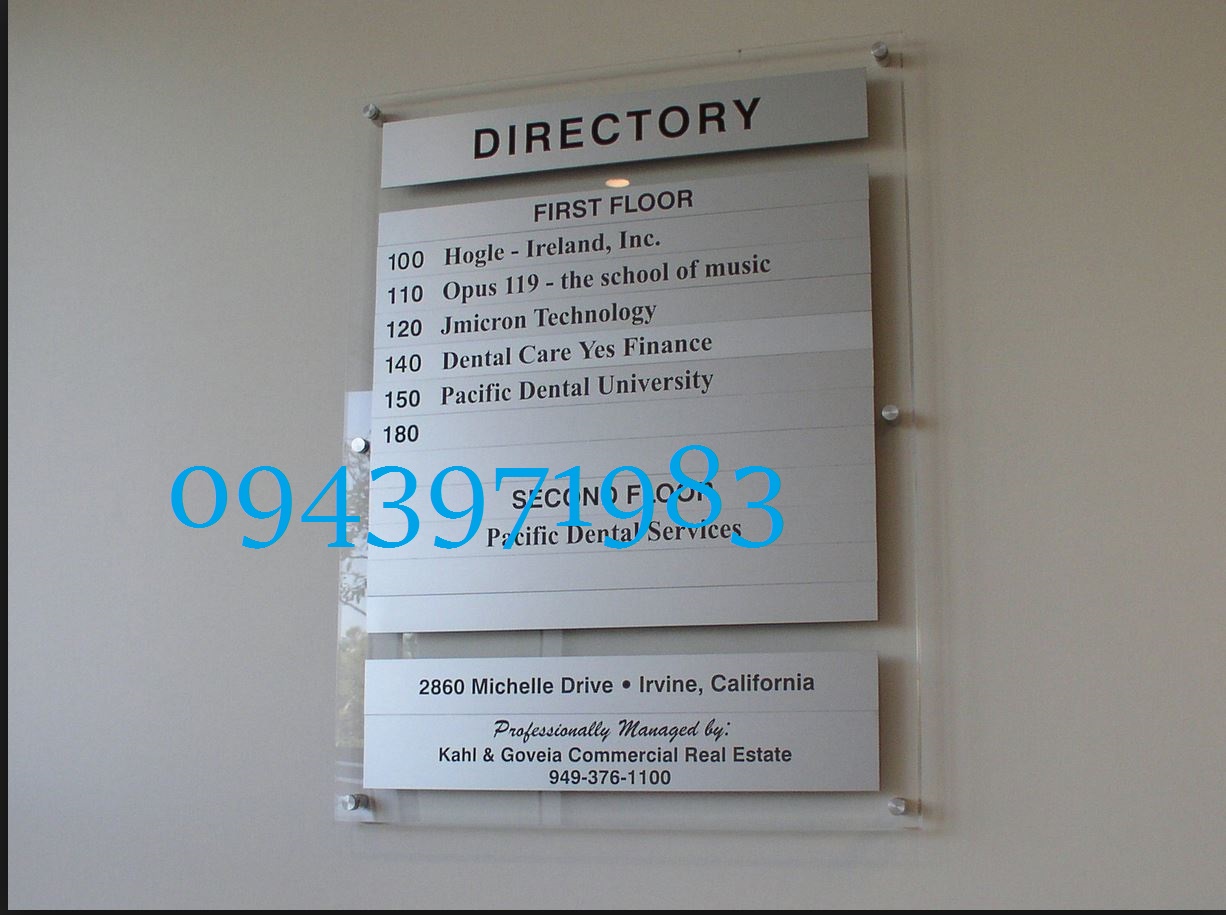 DIRECTORY
FIRST FLOOR
100 Hogle - Ireland, Inc.
110 Opus 119 - the school of music
120 Jmicron Technology
140 Dental Care Yes Finance
150 Pacific Dental University
180
0943971983
SECOND FLOOR
Pacific Dental Services
2860 Michelle Drive • Irvine, California
Professionally Managed by:
Kahl & Goveia Commercial Real Estate
949-376-1100